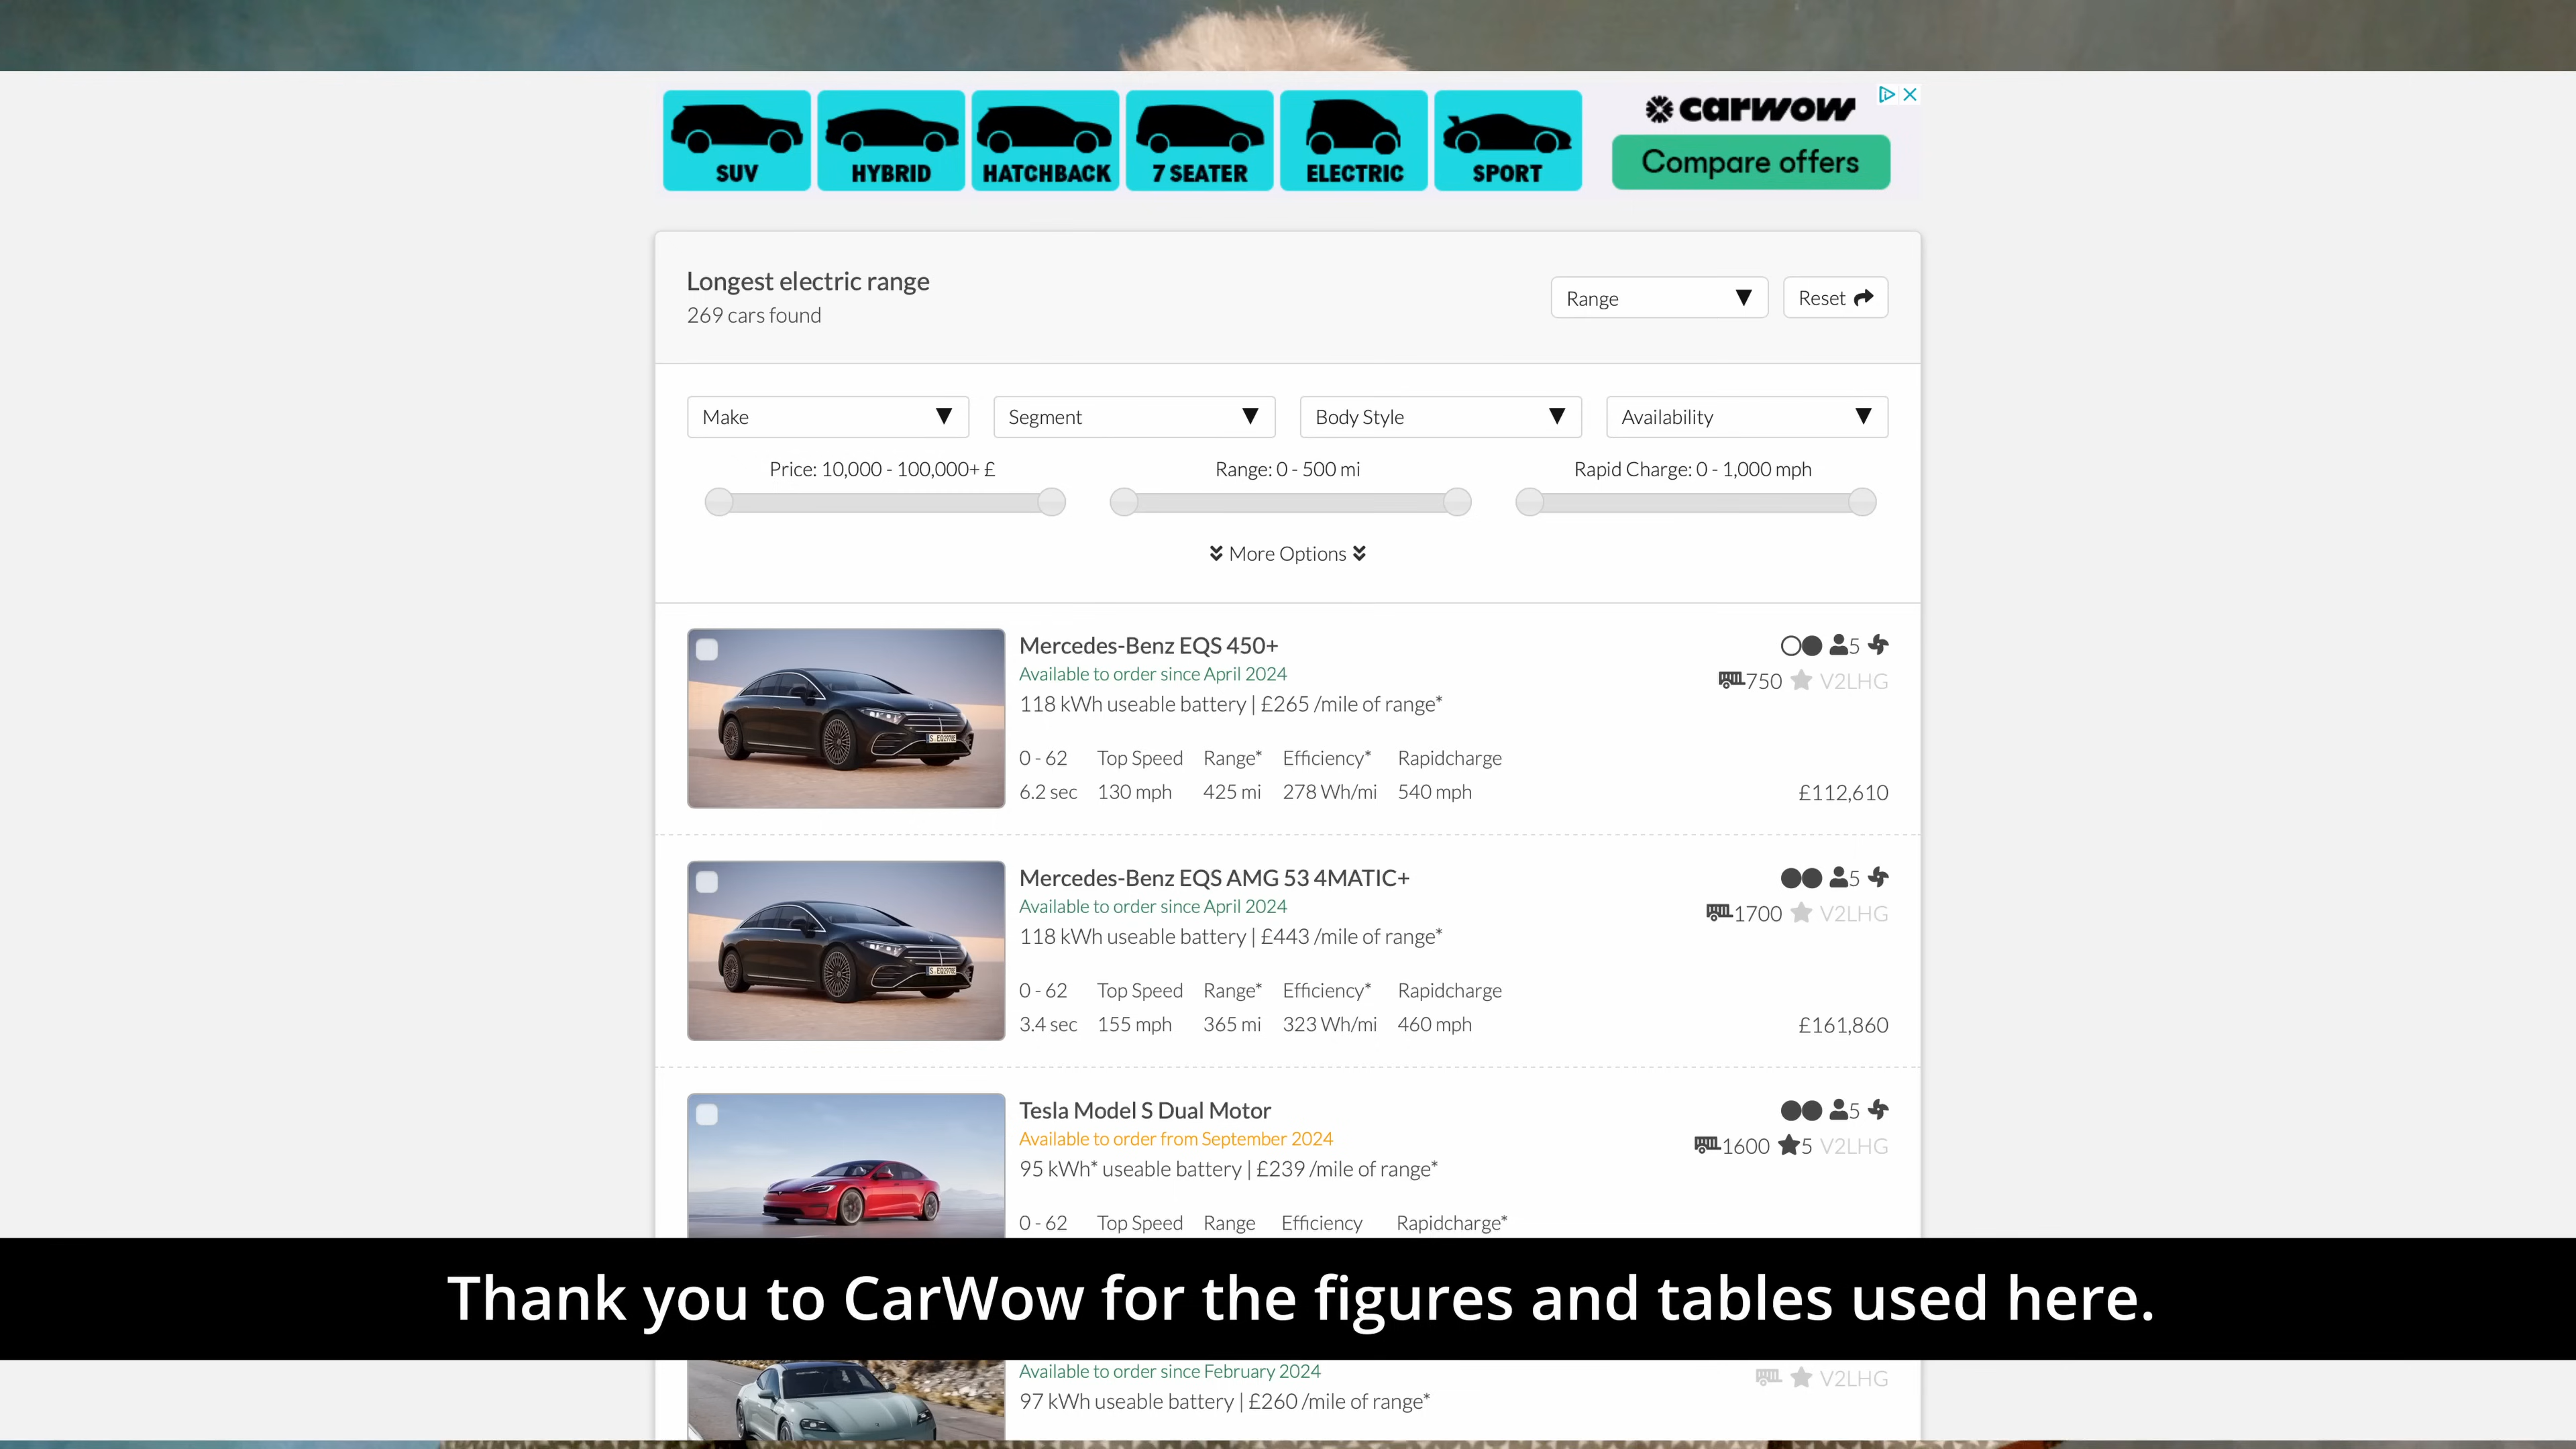 SUV
HYBRID
HATCHBACK
7 SEATER
ELECTRIC
SPORT
carwow
Compare offers
Longest electric range
269 cars found
Range
Reset
Make
Segment
Body Style
Availability
Price: 10,000 - 100,000+ £
Range: 0 - 500 mi
Rapid Charge: 0 - 1,000 mph
More Options
Mercedes-Benz EQS 450+
5
Available to order since April 2024
750 V2LHG
118 kWh useable battery | £265 /mile of range*
0 - 62 Top Speed Range* Efficiency* Rapidcharge
6.2 sec 130 mph 425 mi 278 Wh/mi 540 mph
£112,610
Mercedes-Benz EQS AMG 53 4MATIC+
5
Available to order since April 2024
1700 V2LHG
118 kWh useable battery | £443 /mile of range*
0 - 62 Top Speed Range* Efficiency* Rapidcharge
3.4 sec 155 mph 365 mi 323 Wh/mi 460 mph
£161,860
Tesla Model S Dual Motor
5
Available to order from September 2024
1600 5 V2LHG
95 kWh* useable battery | £239 /mile of range*
0 - 62 Top Speed Range Efficiency Rapidcharge*
Thank you to CarWow for the figures and tables used here.
Available to order since February 2024
V2LHG
97 kWh useable battery | £260 /mile of range*